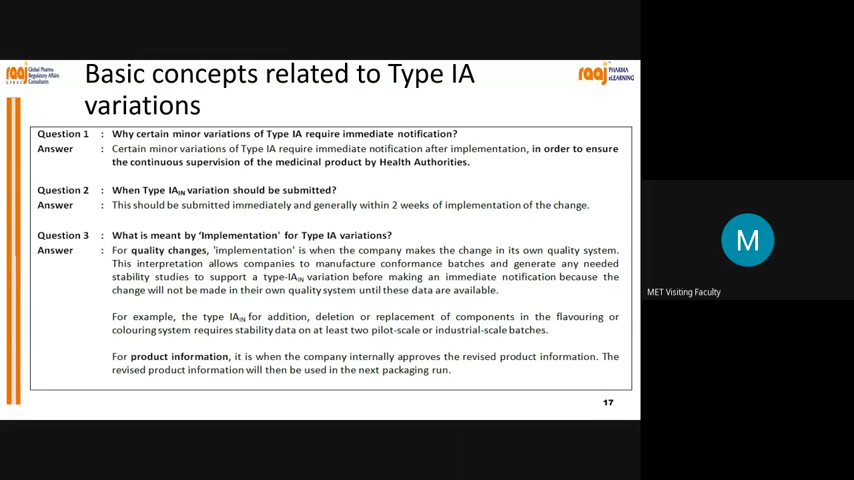 raaj
Global Pharma
Regulatory Affairs
Consultants
Basic concepts related to Type IA
variations
raaj PHARMA
eLEARNING
Question 1 : Why certain minor variations of Type IA require immediate notification?
Answer : Certain minor variations of Type IA require immediate notification after implementation, in order to ensure
the continuous supervision of the medicinal product by Health Authorities.
Question 2 : When Type IAIN variation should be submitted?
Answer : This should be submitted immediately and generally within 2 weeks of implementation of the change.
Question 3 : What is meant by ‘Implementation' for Type IA variations?
Answer : For quality changes, 'implementation' is when the company makes the change in its own quality system.
This interpretation allows companies to manufacture conformance batches and generate any needed
stability studies to support a type-IAIN variation before making an immediate notification because the
change will not be made in their own quality system until these data are available.
For example, the type IAIN for addition, deletion or replacement of components in the flavouring or
colouring system requires stability data on at least two pilot-scale or industrial-scale batches.
For product information, it is when the company internally approves the revised product information. The
revised product information will then be used in the next packaging run.
17
M
MET Visiting Faculty